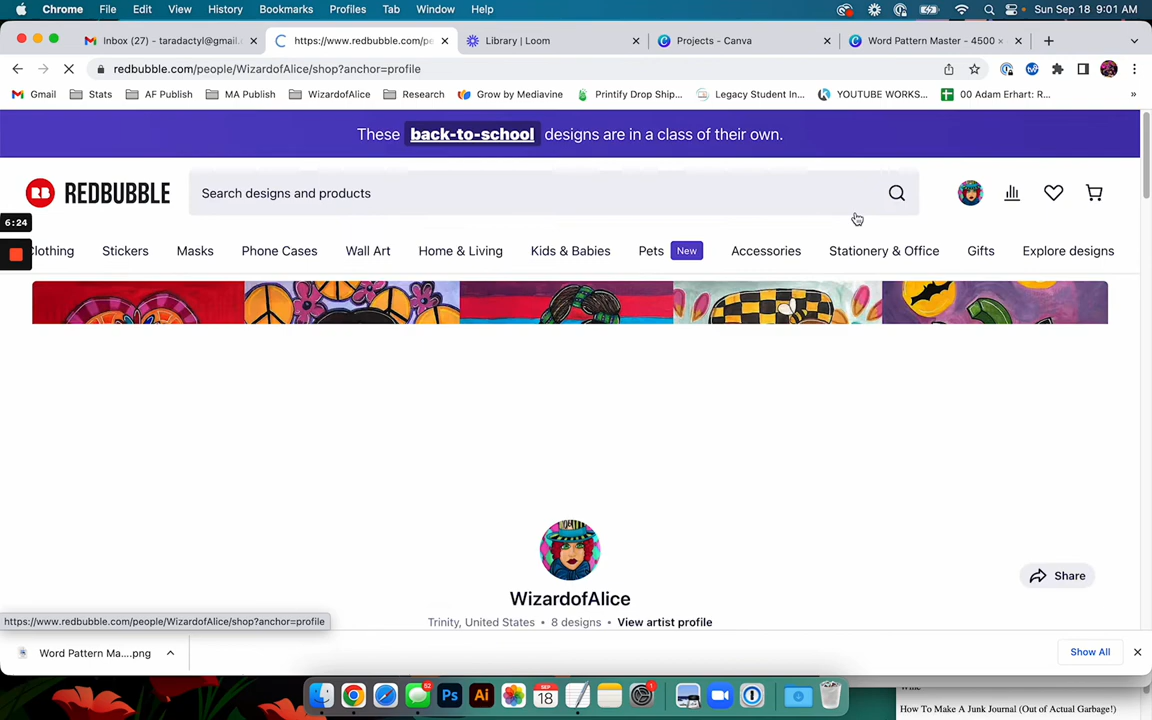 Chrome File Edit View History Bookmarks Profiles Tab Window Help Sun Sep 18 9:01 AM
Inbox (27) - taradactyl@gmail. https://www.redbubble.com/pe Library | Loom Projects - Canva Word Pattern Master - 4500 ×
redbubble.com/people/WizardofAlice/shop?anchor=profile
Gmail Stats AF Publish MA Publish WizardofAlice Research Grow by Mediavine Printify Drop Ship... Legacy Student In... YOUTUBE WORKS... 00 Adam Erhart: R... »
These back-to-school designs are in a class of their own.
RB REDBUBBLE Search designs and products
6:24
Clothing Stickers Masks Phone Cases Wall Art Home & Living Kids & Babies Pets New Accessories Stationery & Office Gifts Explore designs
Share
WizardofAlice
Trinity, United States • 8 designs • View artist profile
https://www.redbubble.com/people/WizardofAlice/shop?anchor=profile
Word Pattern Ma....png Show All
52 Ps Ai SEP 18 1
How To Make A Junk Journal (Out of Actual Garbage!)